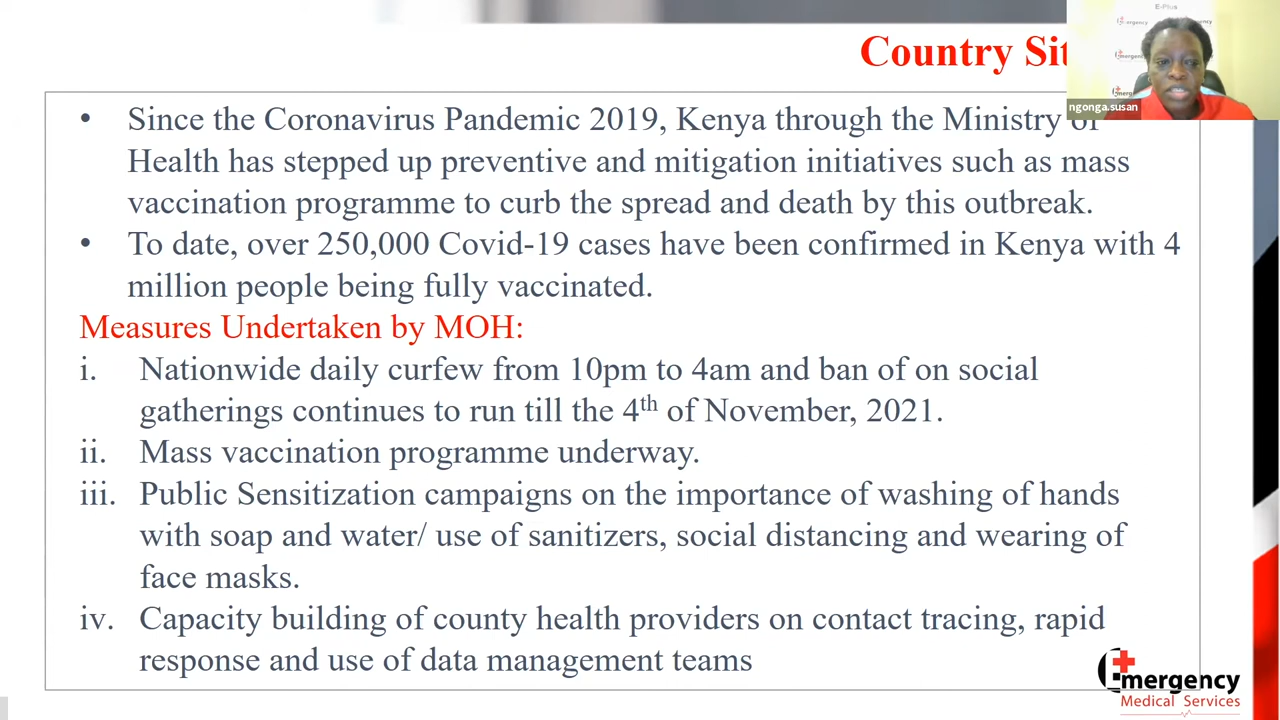 Country Sit
E-Plus
ngonga.susan
• Since the Coronavirus Pandemic 2019, Kenya through the Ministry of
Health has stepped up preventive and mitigation initiatives such as mass
vaccination programme to curb the spread and death by this outbreak.
• To date, over 250,000 Covid-19 cases have been confirmed in Kenya with 4
million people being fully vaccinated.
Measures Undertaken by MOH:
i. Nationwide daily curfew from 10pm to 4am and ban of on social
gatherings continues to run till the 4th of November, 2021.
ii. Mass vaccination programme underway.
iii. Public Sensitization campaigns on the importance of washing of hands
with soap and water/ use of sanitizers, social distancing and wearing of
face masks.
iv. Capacity building of county health providers on contact tracing, rapid
response and use of data management teams
Emergency
Medical Services